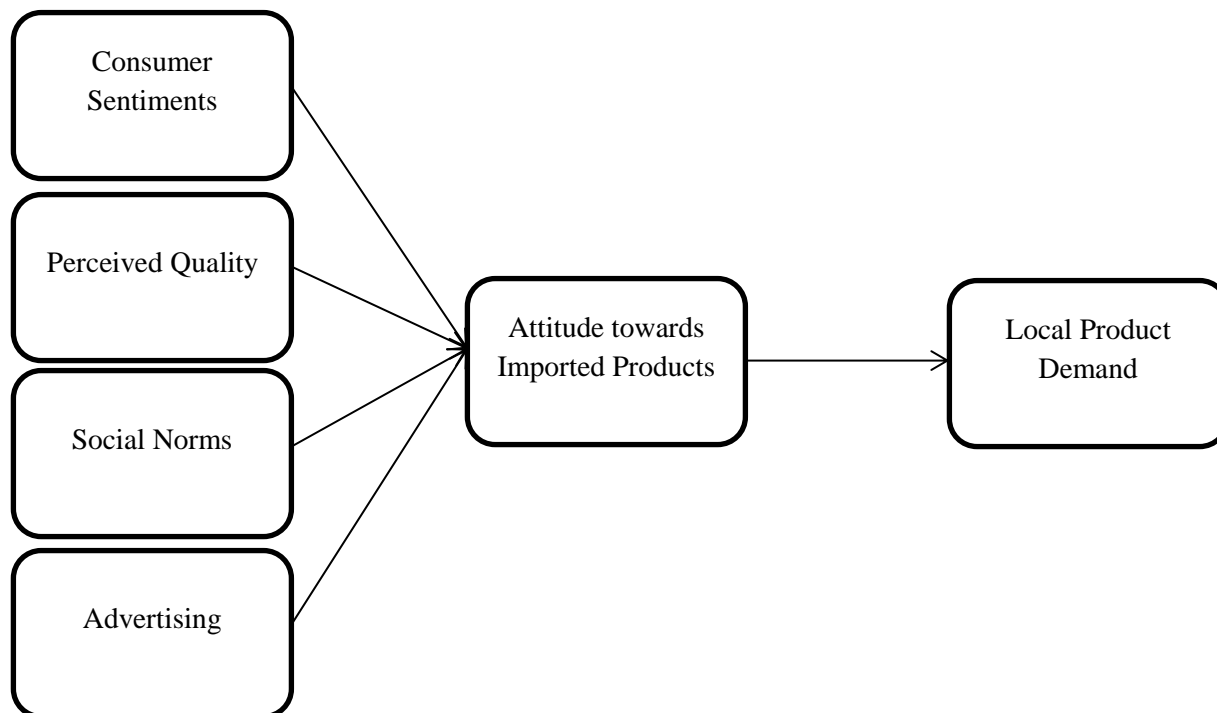 Consumer
Sentiments
Perceived Quality
Social Norms
Advertising
Attitude towards
Imported Products
Local Product
Demand